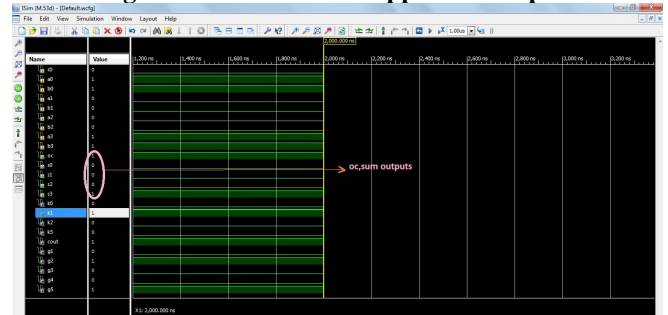 ISim (M.53d) - [Default.wcfg]
File Edit View Simulation Window Layout Help
1.00us
2,000.000 ns
Name Value
1,200 ns 1,400 ns 1,600 ns 1,800 ns 2,000 ns 2,200 ns 2,400 ns 2,600 ns 2,800 ns 3,000 ns 3,200 ns
c0 0
a0 1
b0 1
a1 0
b1 0
a2 0
b2 0
a3 1
b3 1
oc 1
s0 0
s1 0
s2 0
s3 1
k0 0
k1 1
k2 0
k3 0
cout 1
g1 0
g2 1
g3 0
g4 0
g5 1
oc,sum outputs
X1: 2,000.000 ns